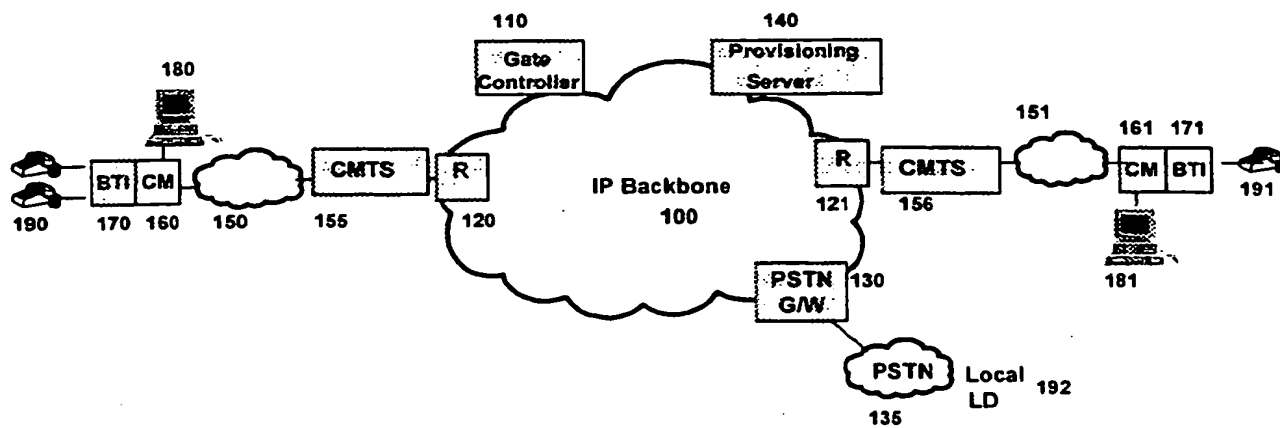 110
140
Gate
Controller
Provisioning
Server
180
151
161
171
BTI
CM
CMTS
R
IP Backbone
100
R
CMTS
CM
BTI
190
170
160
150
155
120
121
156
191
181
PSTN
G/W
130
PSTN
135
Local
LD
192